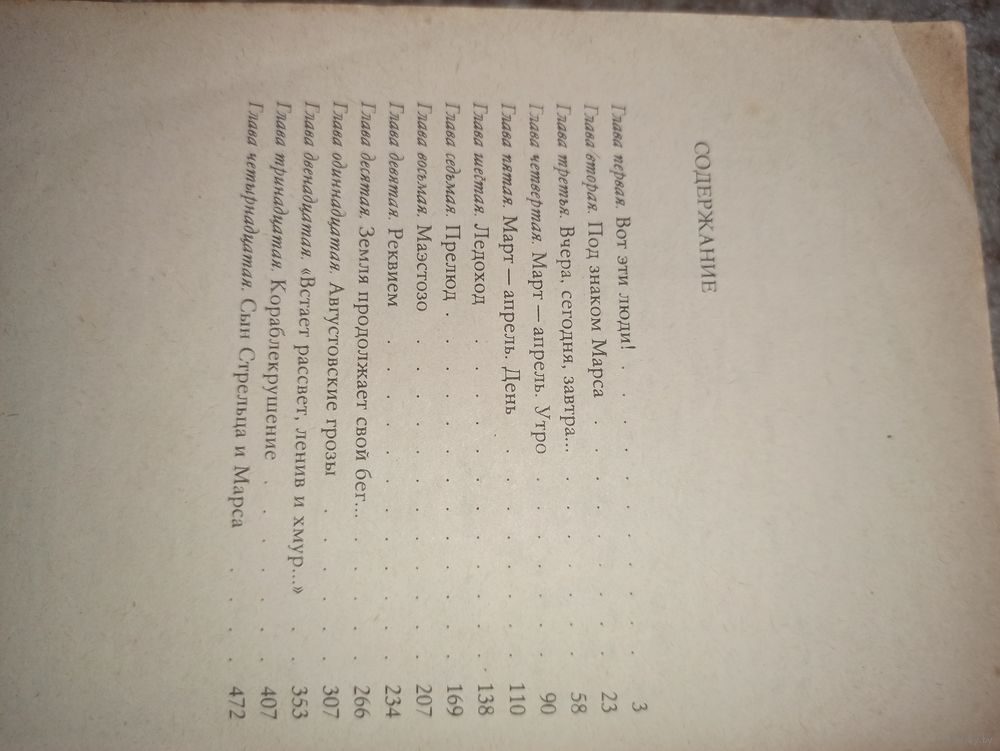 СОДЕРЖАНИЕ
Глава первая. Вот эти люди! . . . . . . . . . . 3
Глава вторая. Под знаком Марса . . . . . . . . 23
Глава третья. Вчера, сегодня, завтра... . . . . . . 58
Глава четвертая. Март — апрель. Утро . . . . . . 90
Глава пятая. Март — апрель. День . . . . . . . . 110
Глава шестая. Ледоход . . . . . . . . . . . 138
Глава седьмая. Прелюд . . . . . . . . . . . 169
Глава восьмая. Маэстозо . . . . . . . . . . 207
Глава девятая. Реквием . . . . . . . . . . . 234
Глава десятая. Земля продолжает свой бег... . . . . 266
Глава одиннадцатая. Августовские грозы . . . . . 307
Глава двенадцатая. «Встает рассвет, ленив и хмур...» . . 353
Глава тринадцатая. Кораблекрушение . . . . . . 407
Глава четырнадцатая. Сын Стрельца и Марса . . . . 472